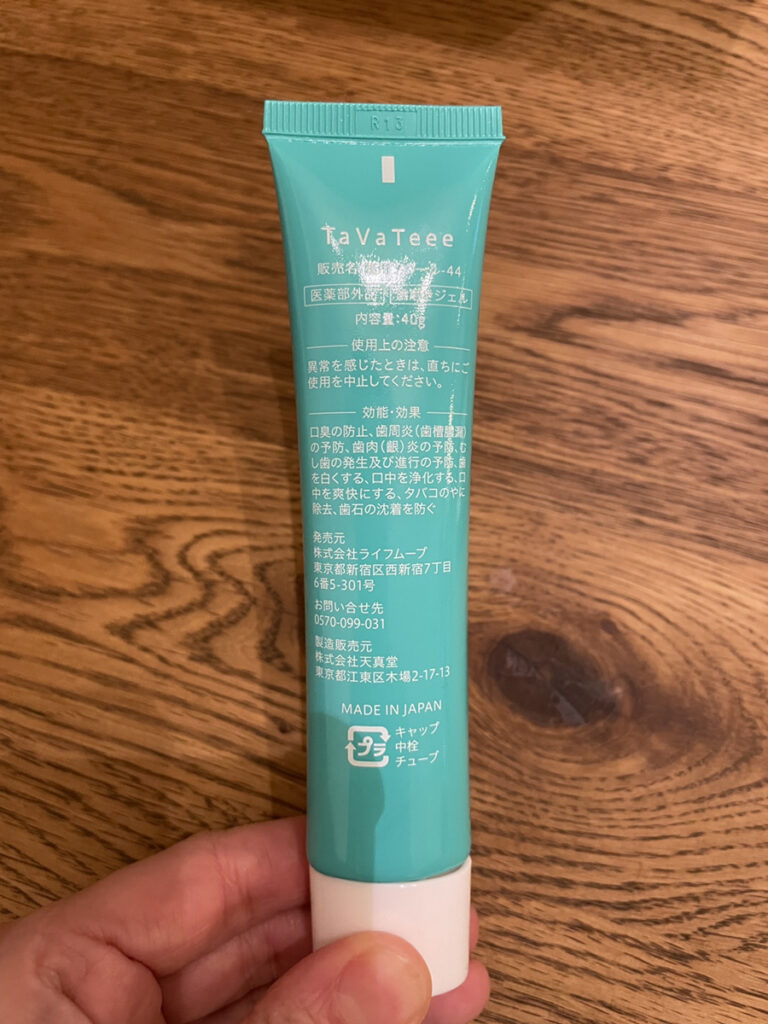 R13
TaVaTeee
販売名 ール-44
医薬部外品 歯磨きジェル
内容量:40g
使用上の注意
異常を感じたときは、直ちにご
使用を中止してください。
効能・効果
口臭の防止、歯周炎(歯槽膿漏)
の予防、歯肉(齦)炎の予防、む
し歯の発生及び進行の予防、歯
を白くする、口中を浄化する、口
中を爽快にする、タバコのやに
除去、歯石の沈着を防ぐ
発売元
株式会社ライフムーブ
東京都新宿区西新宿7丁目
6番5-301号
お問い合せ先
0570-099-031
製造販売元
株式会社天真堂
東京都江東区木場2-17-13
MADE IN JAPAN
プラ
キャップ
中栓
チューブ